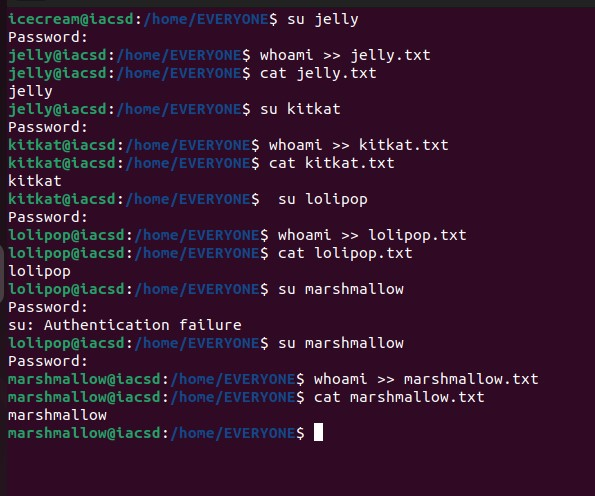 icecream@iacsd:/home/EVERYONE$ su jelly
Password:
jelly@iacsd:/home/EVERYONE$ whoami >> jelly.txt
jelly@iacsd:/home/EVERYONE$ cat jelly.txt
jelly
jelly@iacsd:/home/EVERYONE$ su kitkat
Password:
kitkat@iacsd:/home/EVERYONE$ whoami >> kitkat.txt
kitkat@iacsd:/home/EVERYONE$ cat kitkat.txt
kitkat
kitkat@iacsd:/home/EVERYONE$  su lolipop
Password:
lolipop@iacsd:/home/EVERYONE$ whoami >> lolipop.txt
lolipop@iacsd:/home/EVERYONE$ cat lolipop.txt
lolipop
lolipop@iacsd:/home/EVERYONE$ su marshmallow
Password:
su: Authentication failure
lolipop@iacsd:/home/EVERYONE$ su marshmallow
Password:
marshmallow@iacsd:/home/EVERYONE$ whoami >> marshmallow.txt
marshmallow@iacsd:/home/EVERYONE$ cat marshmallow.txt
marshmallow
marshmallow@iacsd:/home/EVERYONE$